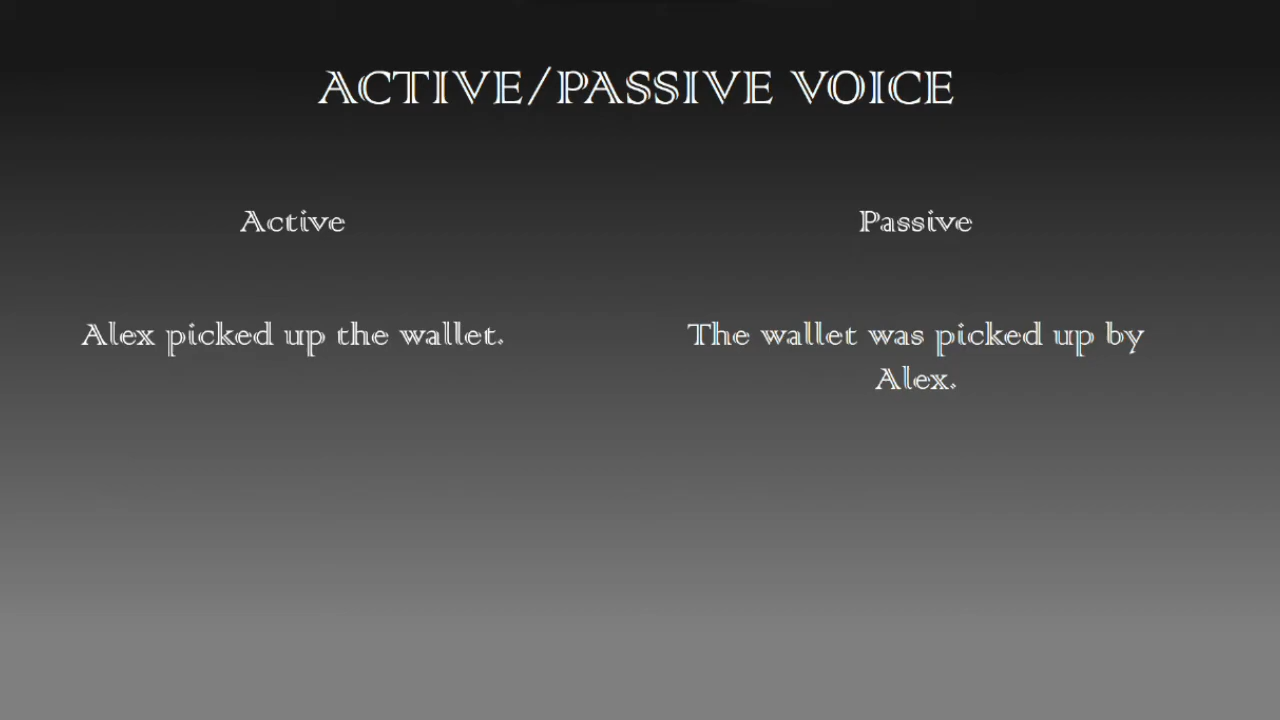 ACTIVE/PASSIVE VOICE
Active
Alex picked up the wallet.
Passive
The wallet was picked up by
Alex.